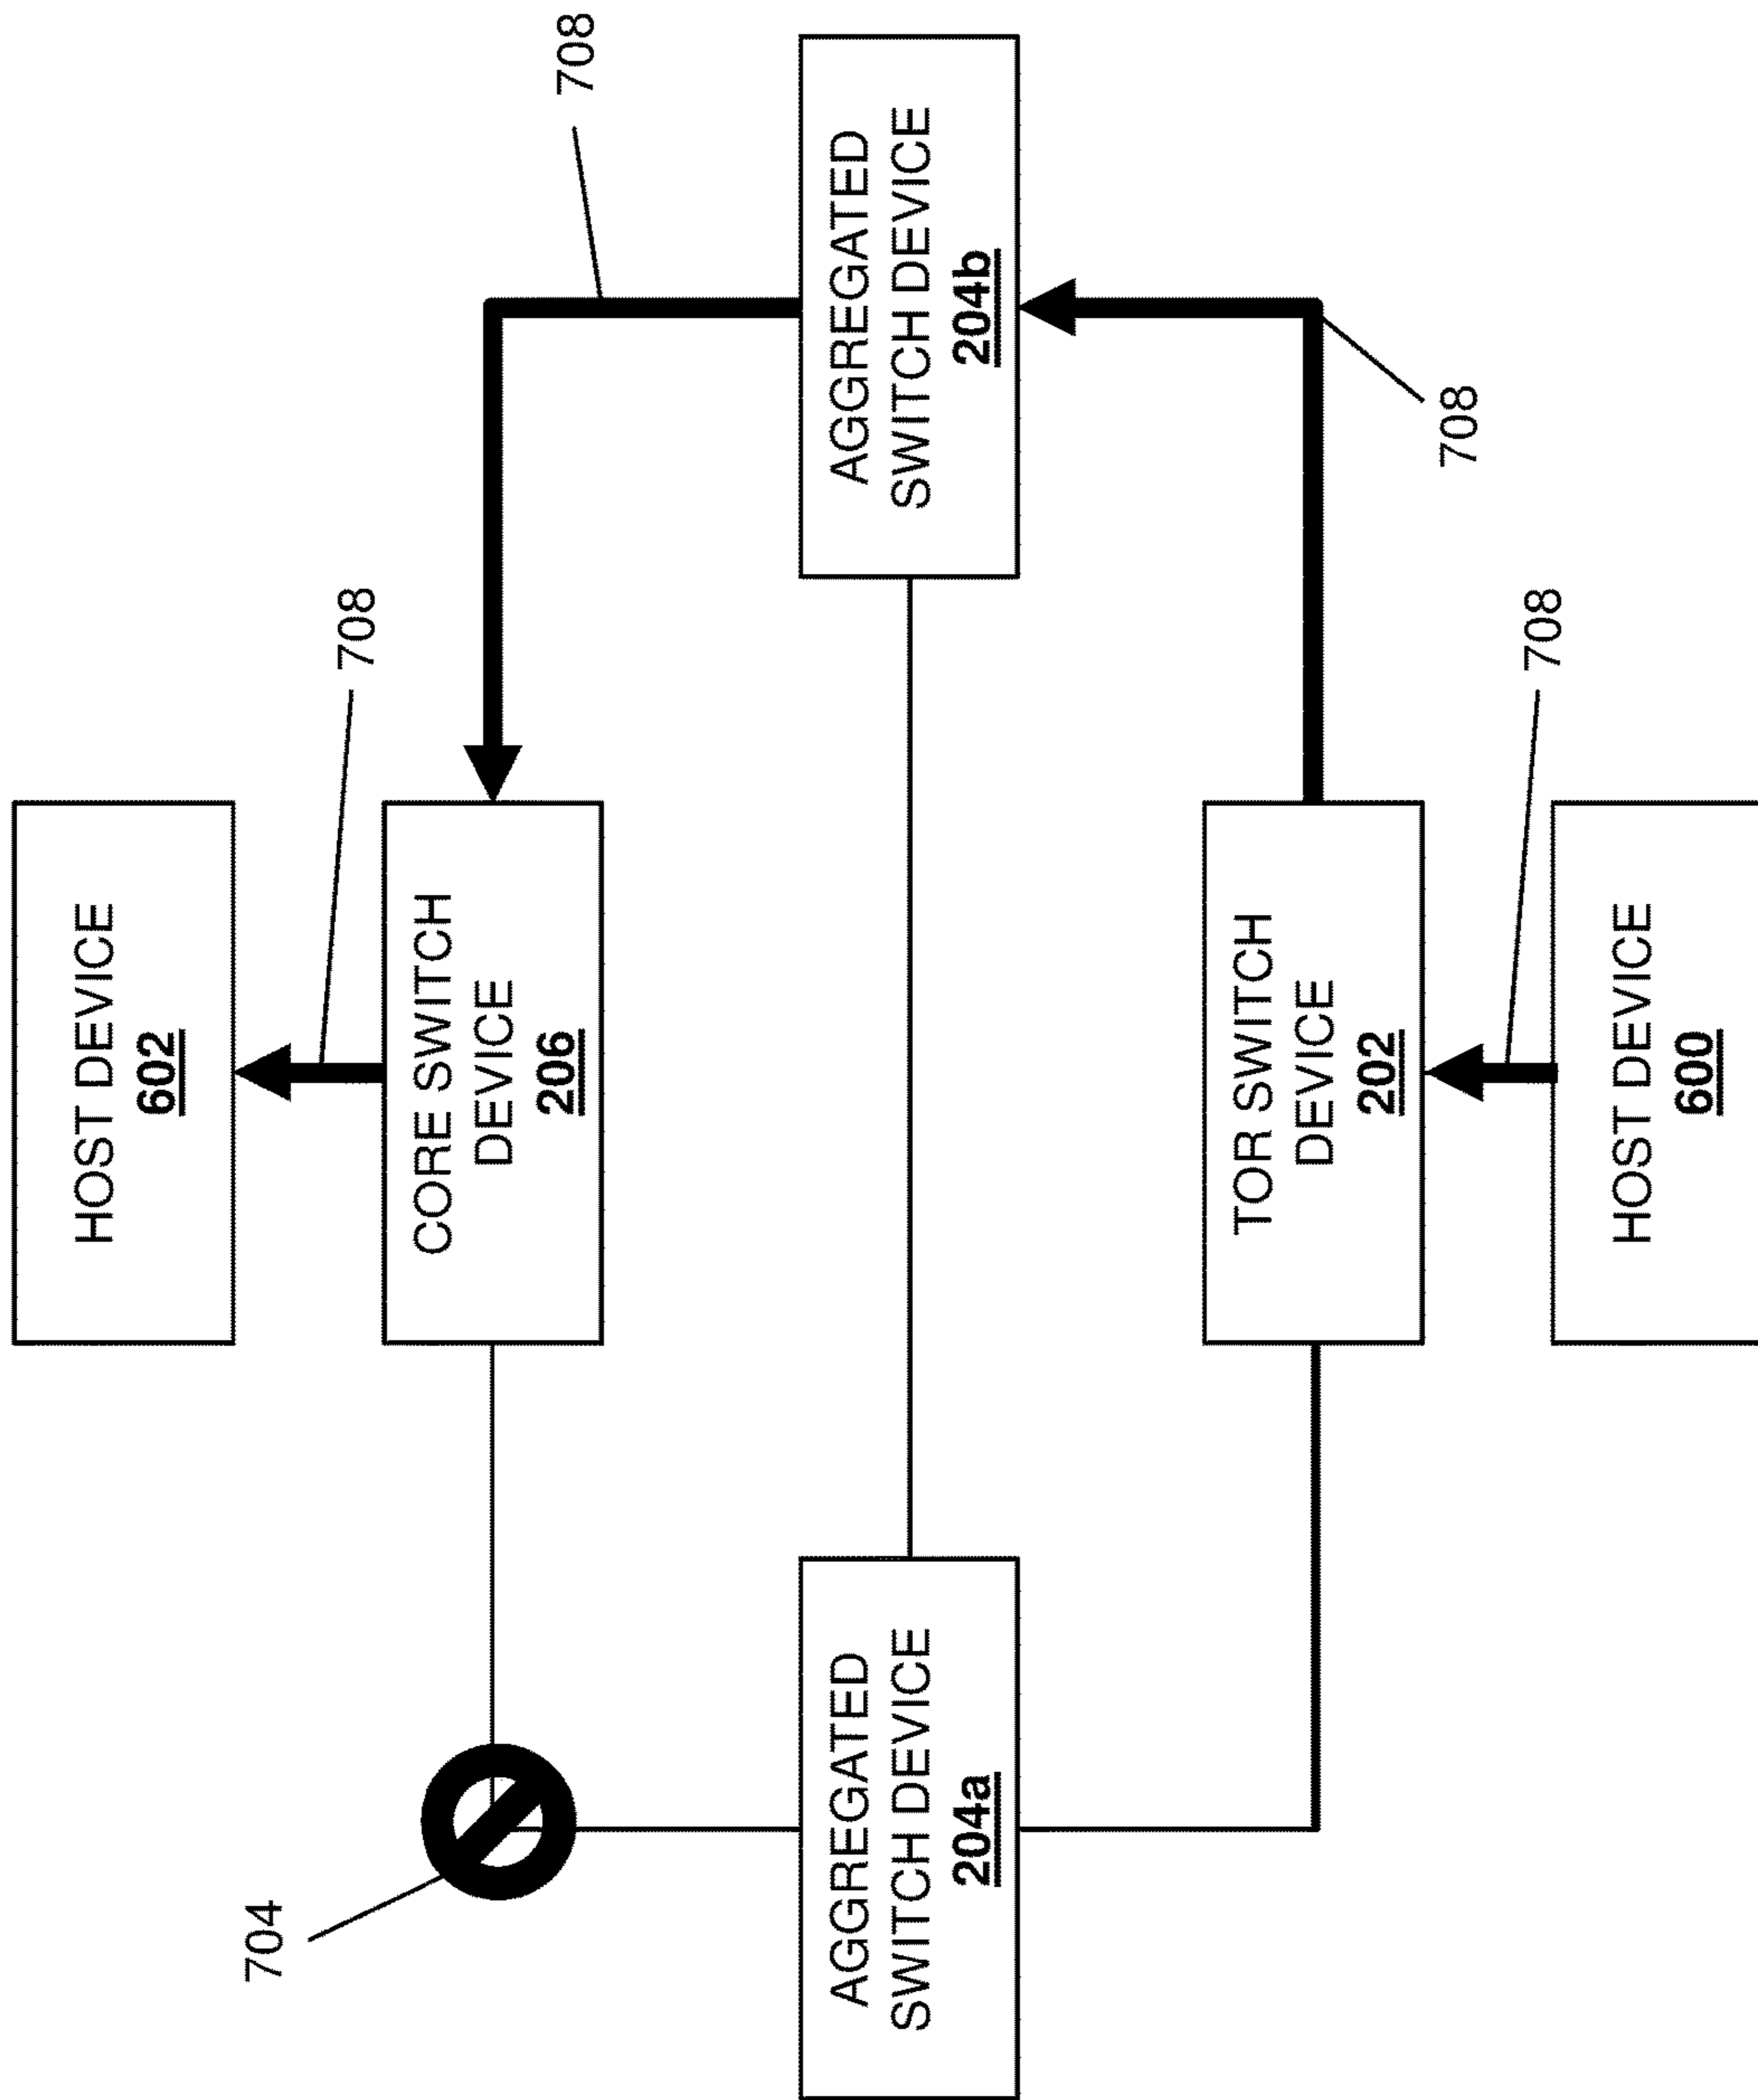 HOST DEVICE
602
704
708
CORE SWITCH
DEVICE
206
708
AGGREGATED
SWITCH DEVICE
204a
AGGREGATED
SWITCH DEVICE
204b
TOR SWITCH
DEVICE
202
708
708
HOST DEVICE
600